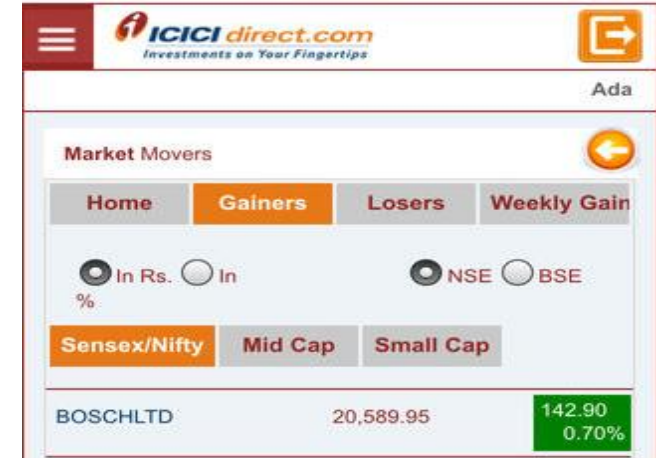 ICICI direct.com
Investments on Your Fingertips
Ada
Market Movers
Home Gainers Losers Weekly Gain
In Rs. In
%
NSE BSE
Sensex/Nifty Mid Cap Small Cap
BOSCHLTD 20,589.95 142.90
0.70%